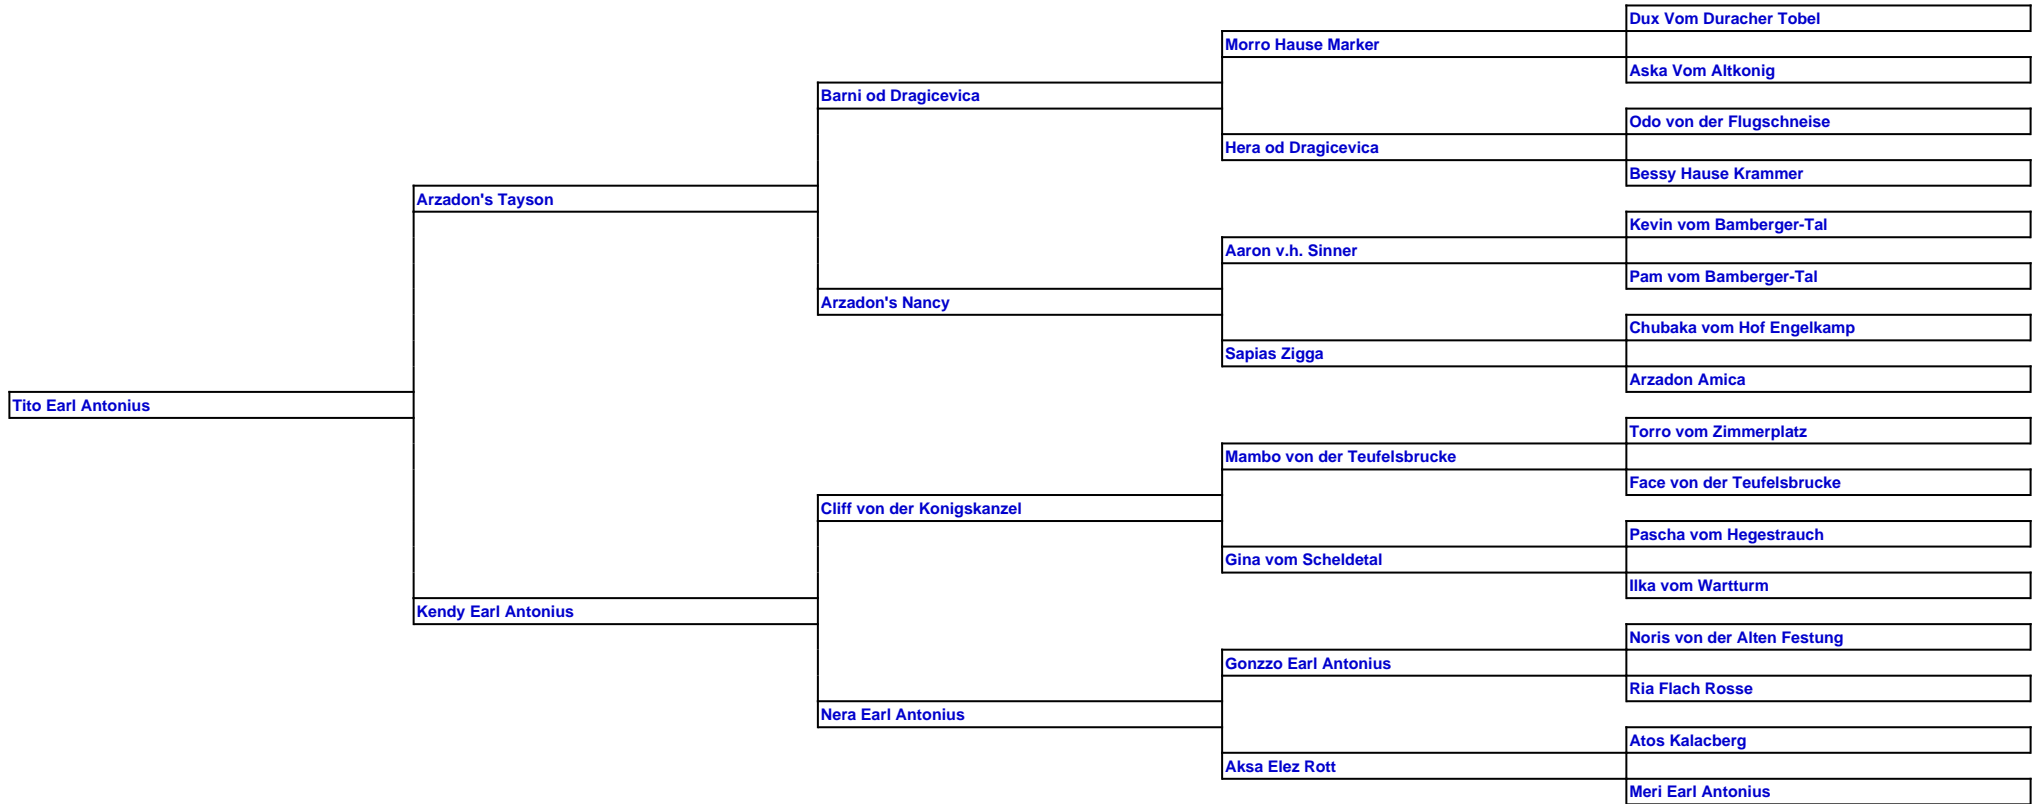 Dux Vom Duracher Tobel
Morro Hause Marker
Aska Vom Altkonig
Barni od Dragicevica
Odo von der Flugschneise
Hera od Dragicevica
Bessy Hause Krammer
Arzadon's Tayson
Kevin vom Bamberger-Tal
Aaron v.h. Sinner
Pam vom Bamberger-Tal
Arzadon's Nancy
Chubaka vom Hof Engelkamp
Sapias Zigga
Arzadon Amica
Tito Earl Antonius
Torro vom Zimmerplatz
Mambo von der Teufelsbrucke
Face von der Teufelsbrucke
Cliff von der Konigskanzel
Pascha vom Hegestrauch
Gina vom Scheldetal
Ilka vom Wartturm
Kendy Earl Antonius
Noris von der Alten Festung
Gonzzo Earl Antonius
Ria Flach Rosse
Nera Earl Antonius
Atos Kalacberg
Aksa Elez Rott
Meri Earl Antonius